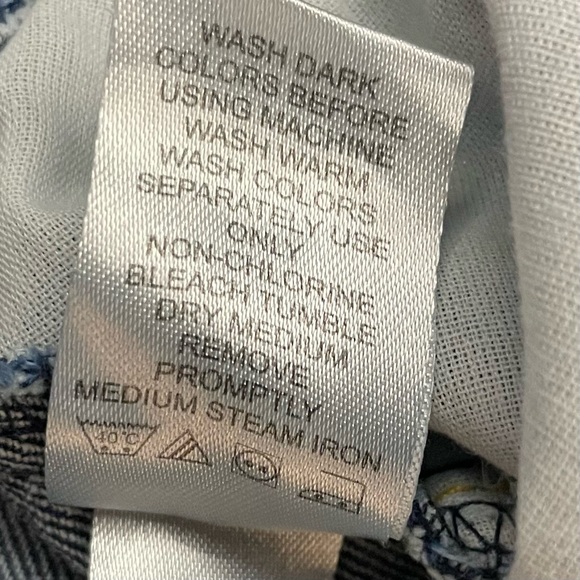 WASH DARK
COLORS BEFORE
USING MACHINE
WASH WARM
WASH COLORS
SEPARATELY USE
ONLY
NON-CHLORINE
BLEACH TUMBLE
DRY MEDIUM
REMOVE
PROMPTLY
MEDIUM STEAM IRON
40°C